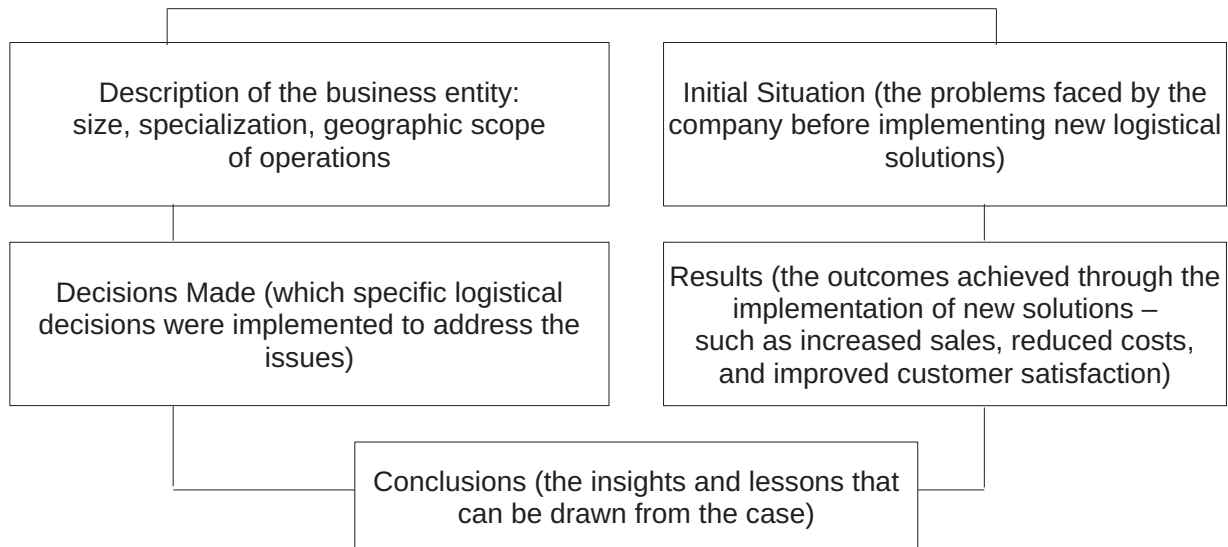 Description of the business entity:
size, specialization, geographic scope
of operations
Initial Situation (the problems faced by the
company before implementing new logistical
solutions)
Decisions Made (which specific logistical
decisions were implemented to address the
issues)
Results (the outcomes achieved through the
implementation of new solutions –
such as increased sales, reduced costs,
and improved customer satisfaction)
Conclusions (the insights and lessons that
can be drawn from the case)